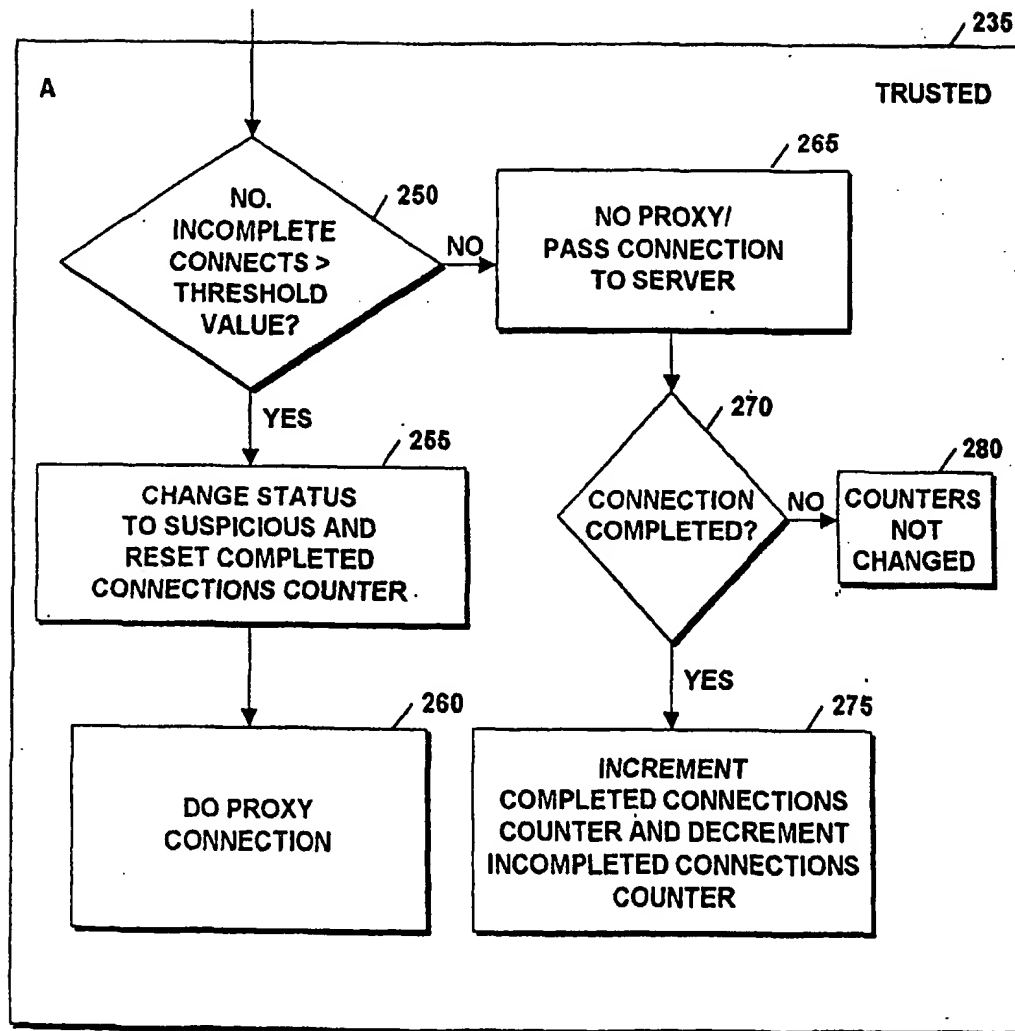 235
A
TRUSTED
NO.
INCOMPLETE
CONNECTS >
THRESHOLD
VALUE?
250
NO
265
NO PROXY/
PASS CONNECTION
TO SERVER
YES
255
CHANGE STATUS
TO SUSPICIOUS AND
RESET COMPLETED
CONNECTIONS COUNTER
270
CONNECTION
COMPLETED?
NO
280
COUNTERS
NOT
CHANGED
YES
260
DO PROXY
CONNECTION
275
INCREMENT
COMPLETED CONNECTIONS
COUNTER AND DECREMENT
INCOMPLETED CONNECTIONS
COUNTER